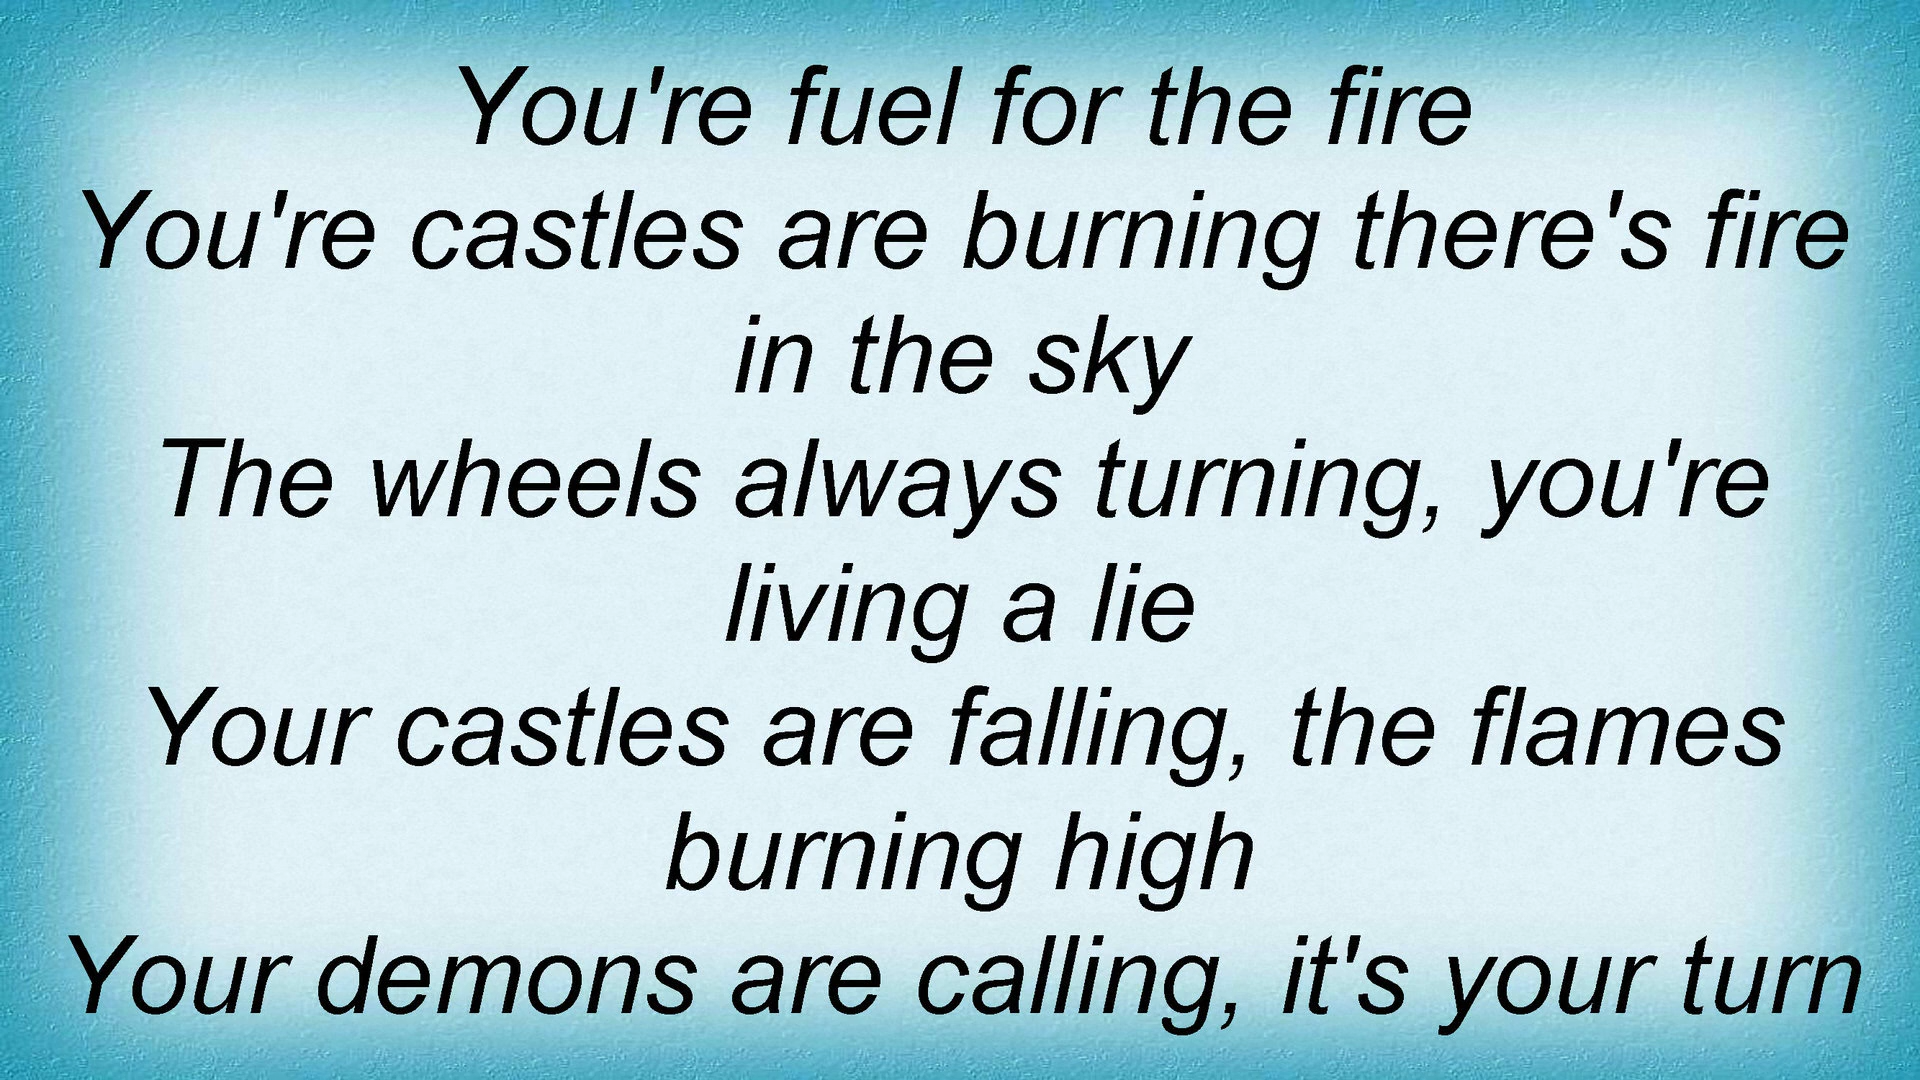 You're fuel for the fire
You're castles are burning there's fire
in the sky
The wheels always turning, you're
living a lie
Your castles are falling, the flames
burning high
Your demons are calling, it's your turn